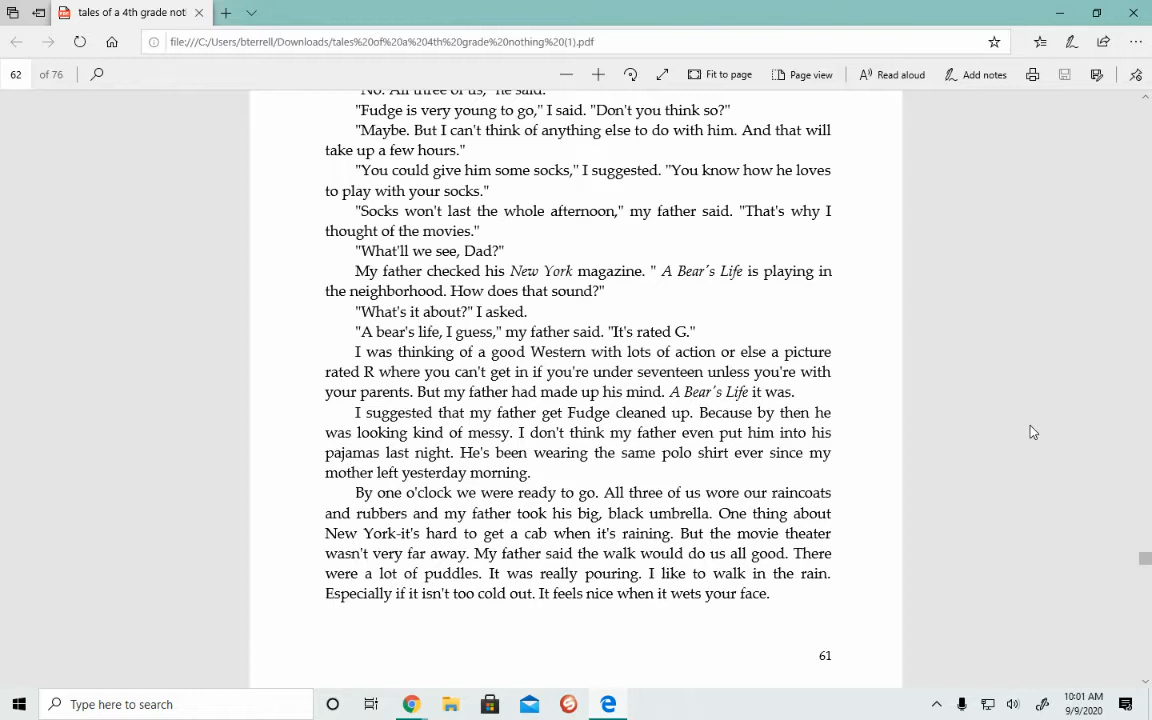 tales of a 4th grade not
file:///C:/Users/bterrell/Downloads/tales%20of%20a%204th%20grade%20nothing%20(1).pdf
62 of 76 Fit to page Page view Read aloud Add notes
"No. All three of us," he said.
"Fudge is very young to go," I said. "Don't you think so?"
"Maybe. But I can't think of anything else to do with him. And that will
take up a few hours."
"You could give him some socks," I suggested. "You know how he loves
to play with your socks."
"Socks won't last the whole afternoon," my father said. "That's why I
thought of the movies."
"What'll we see, Dad?"
My father checked his New York magazine. " A Bear´s Life is playing in
the neighborhood. How does that sound?"
"What's it about?" I asked.
"A bear's life, I guess," my father said. "It's rated G."
I was thinking of a good Western with lots of action or else a picture
rated R where you can't get in if you're under seventeen unless you're with
your parents. But my father had made up his mind. A Bear's Life it was.
I suggested that my father get Fudge cleaned up. Because by then he
was looking kind of messy. I don't think my father even put him into his
pajamas last night. He's been wearing the same polo shirt ever since my
mother left yesterday morning.
By one o'clock we were ready to go. All three of us wore our raincoats
and rubbers and my father took his big, black umbrella. One thing about
New York-it's hard to get a cab when it's raining. But the movie theater
wasn't very far away. My father said the walk would do us all good. There
were a lot of puddles. It was really pouring. I like to walk in the rain.
Especially if it isn't too cold out. It feels nice when it wets your face.
61
Type here to search
10:01 AM
9/9/2020